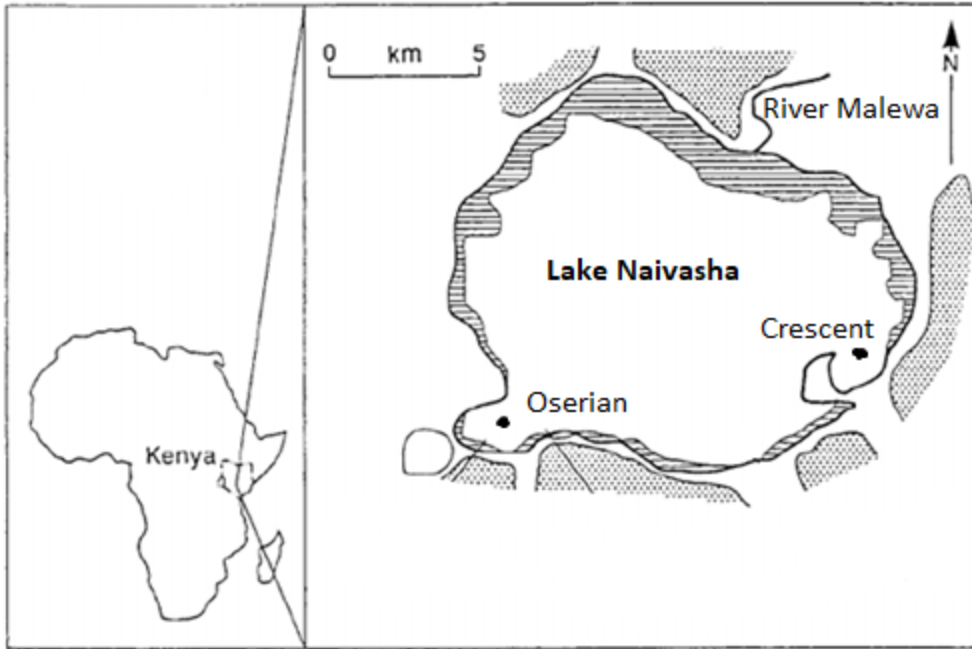 0 km 5
N
River Malewa
Lake Naivasha
Crescent
Oserian
Kenya